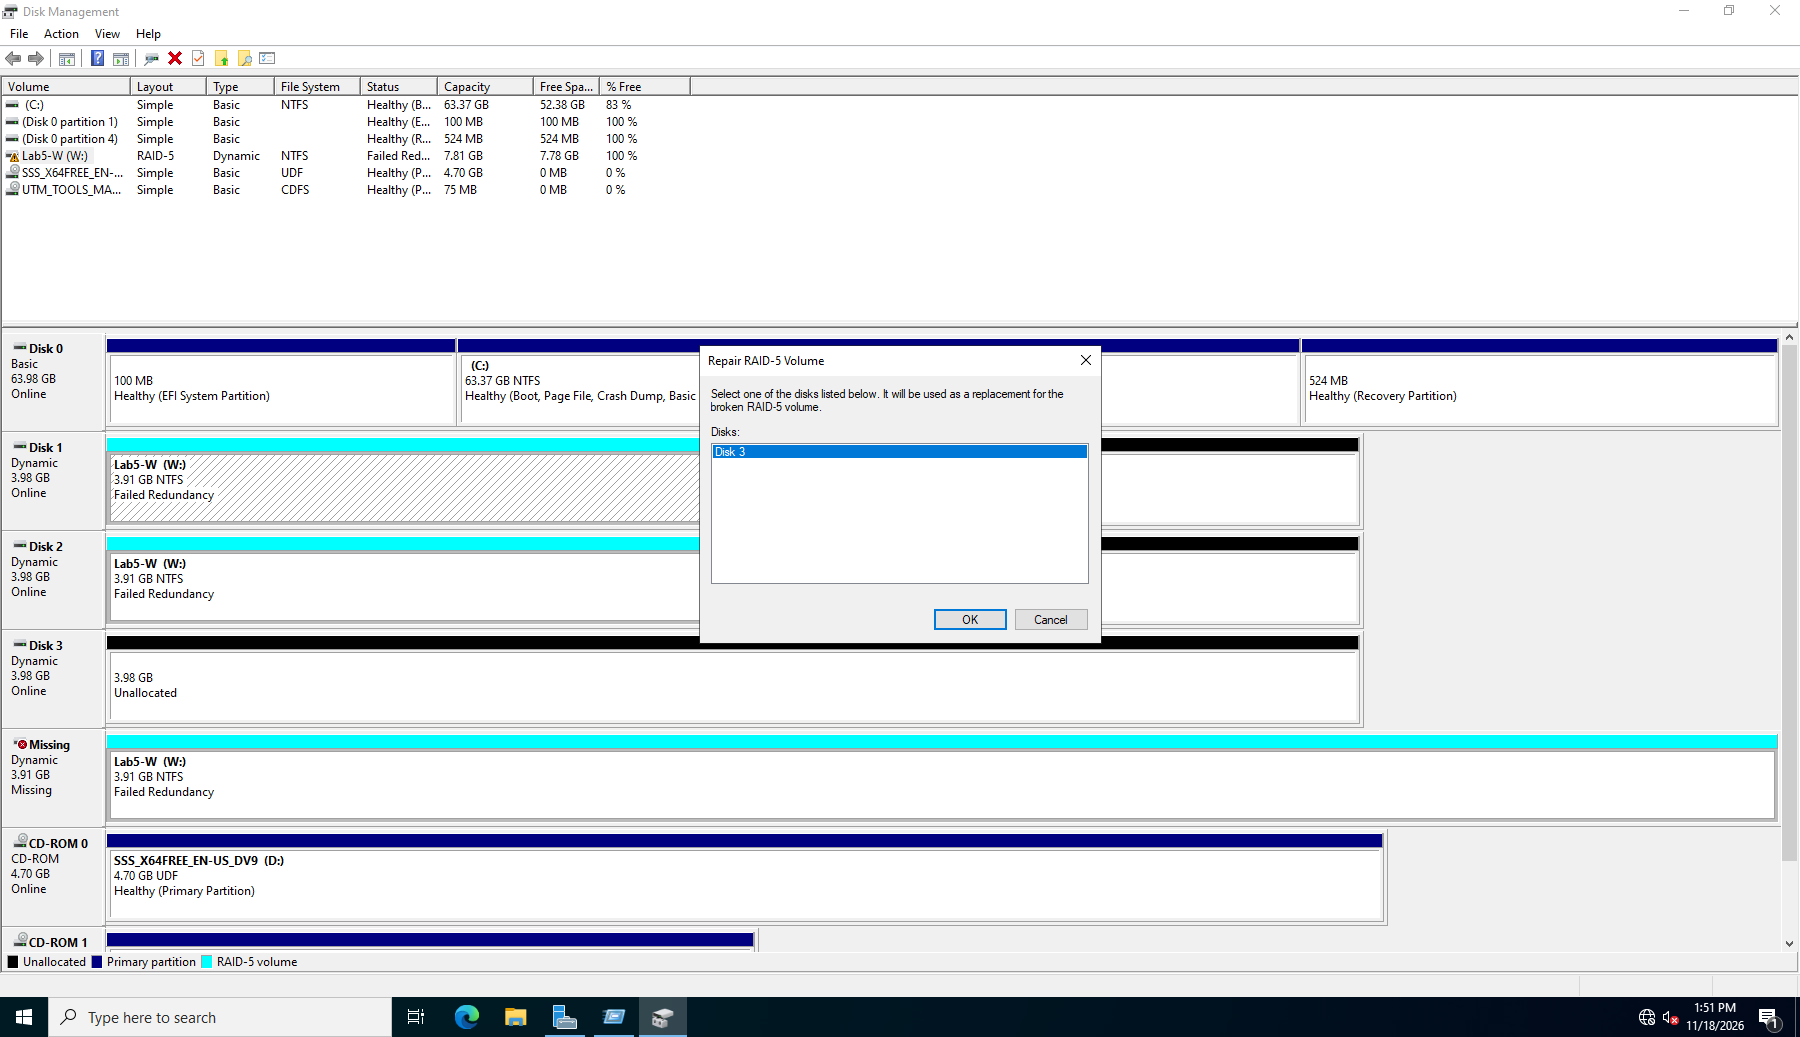 Disk Management
File Action View Help
Volume Layout Type File System Status Capacity Free Spa... % Free
(C:) Simple Basic NTFS Healthy (B... 63.37 GB 52.38 GB 83 %
(Disk 0 partition 1) Simple Basic Healthy (E... 100 MB 100 MB 100 %
(Disk 0 partition 4) Simple Basic Healthy (R... 524 MB 524 MB 100 %
Lab5-W (W:) RAID-5 Dynamic NTFS Failed Red... 7.81 GB 7.78 GB 100 %
SSS_X64FREE_EN-... Simple Basic UDF Healthy (P... 4.70 GB 0 MB 0 %
UTM_TOOLS_MA... Simple Basic CDFS Healthy (P... 75 MB 0 MB 0 %
Disk 0
Basic
63.98 GB
Online
100 MB
Healthy (EFI System Partition)
(C:)
63.37 GB NTFS
Healthy (Boot, Page File, Crash Dump, Basic
524 MB
Healthy (Recovery Partition)
Repair RAID-5 Volume
Select one of the disks listed below. It will be used as a replacement for the
broken RAID-5 volume.
Disks:
Disk 3
OK Cancel
Disk 1
Dynamic
3.98 GB
Online
Lab5-W (W:)
3.91 GB NTFS
Failed Redundancy
Disk 2
Dynamic
3.98 GB
Online
Lab5-W (W:)
3.91 GB NTFS
Failed Redundancy
Disk 3
Dynamic
3.98 GB
Online
3.98 GB
Unallocated
Missing
Dynamic
3.91 GB
Missing
Lab5-W (W:)
3.91 GB NTFS
Failed Redundancy
CD-ROM 0
CD-ROM
4.70 GB
Online
SSS_X64FREE_EN-US_DV9 (D:)
4.70 GB UDF
Healthy (Primary Partition)
CD-ROM 1
Unallocated Primary partition RAID-5 volume
Type here to search
1:51 PM
11/18/2026
1